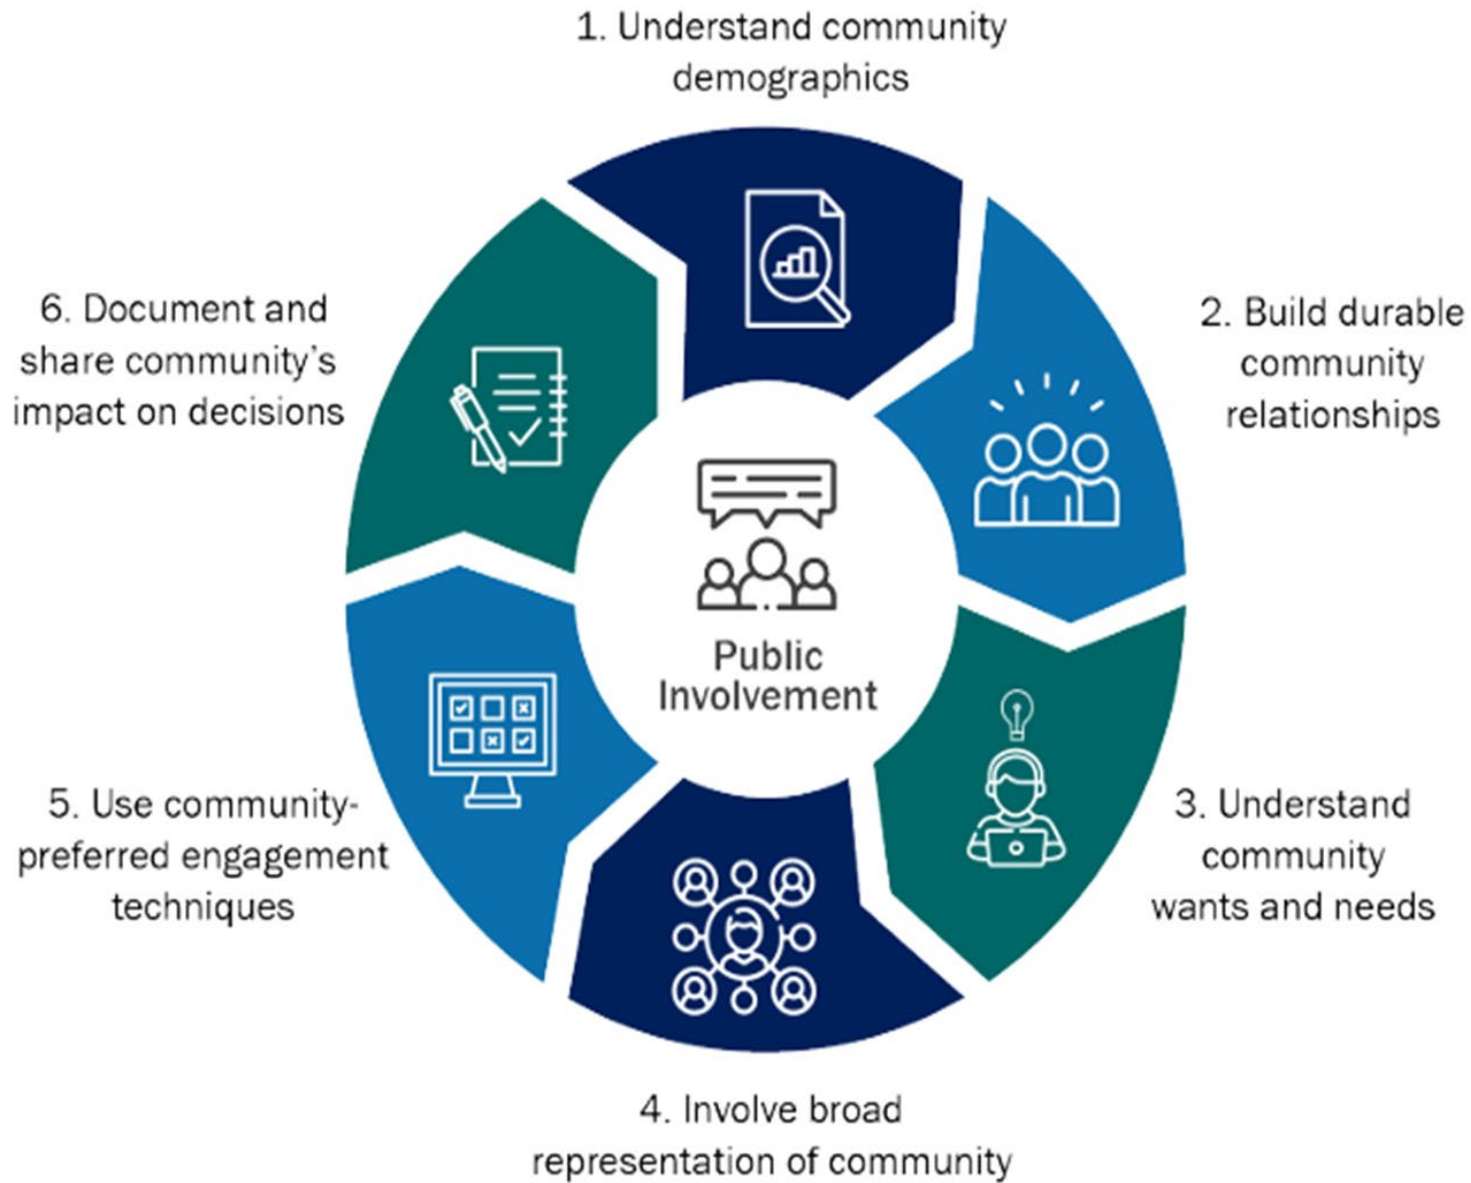 1. Understand community
demographics
2. Build durable
community
relationships
3. Understand
community
wants and needs
4. Involve broad
representation of community
5. Use community-
preferred engagement
techniques
6. Document and
share community's
impact on decisions
Public
Involvement